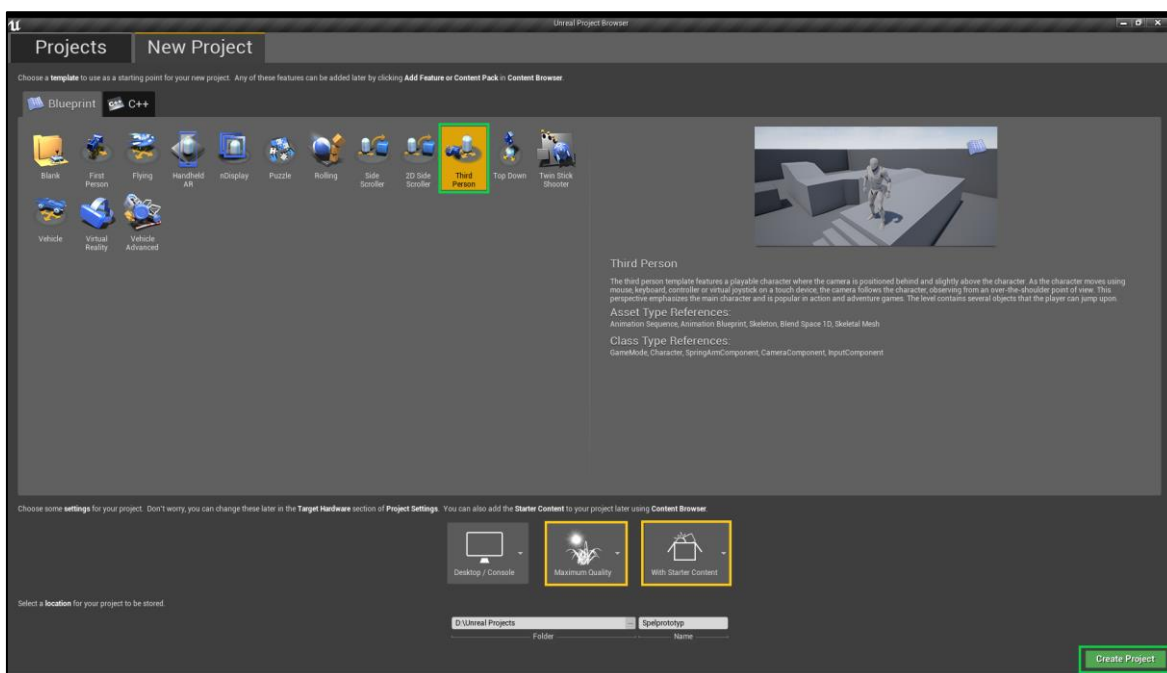 Unreal Project Browser
Projects
New Project
Choose a template to use as a starting point for your new project. Any of these features can be added later by clicking Add Feature or Content Pack in Content Browser.
Blueprint
C++
Blank
First Person
Flying
Handheld AR
nDisplay
Puzzle
Rolling
Side Scroller
2D Side Scroller
Third Person
Top Down
Twin Stick Shooter
Vehicle
Virtual Reality
Vehicle Advanced
Third Person
The third person template features a playable character where the camera is positioned behind and slightly above the character. As the character moves using
mouse, keyboard, controller or virtual joystick on a touch device, the camera follows the character, observing from an over-the-shoulder point of view. This
perspective emphasizes the main character and is popular in action and adventure games. The level contains several objects that the player can jump upon.
Asset Type References:
Animation Sequence, Animation Blueprint, Skeleton, Blend Space 1D, Skeletal Mesh
Class Type References:
GameMode, Character, SpringArmComponent, CameraComponent, InputComponent
Choose some settings for your project. Don't worry, you can change these later in the Target Hardware section of Project Settings. You can also add the Starter Content to your project later using Content Browser.
Desktop / Console
Maximum Quality
With Starter Content
Select a location for your project to be stored.
D:\Unreal Projects
Spelprototyp
Folder
Name
Create Project